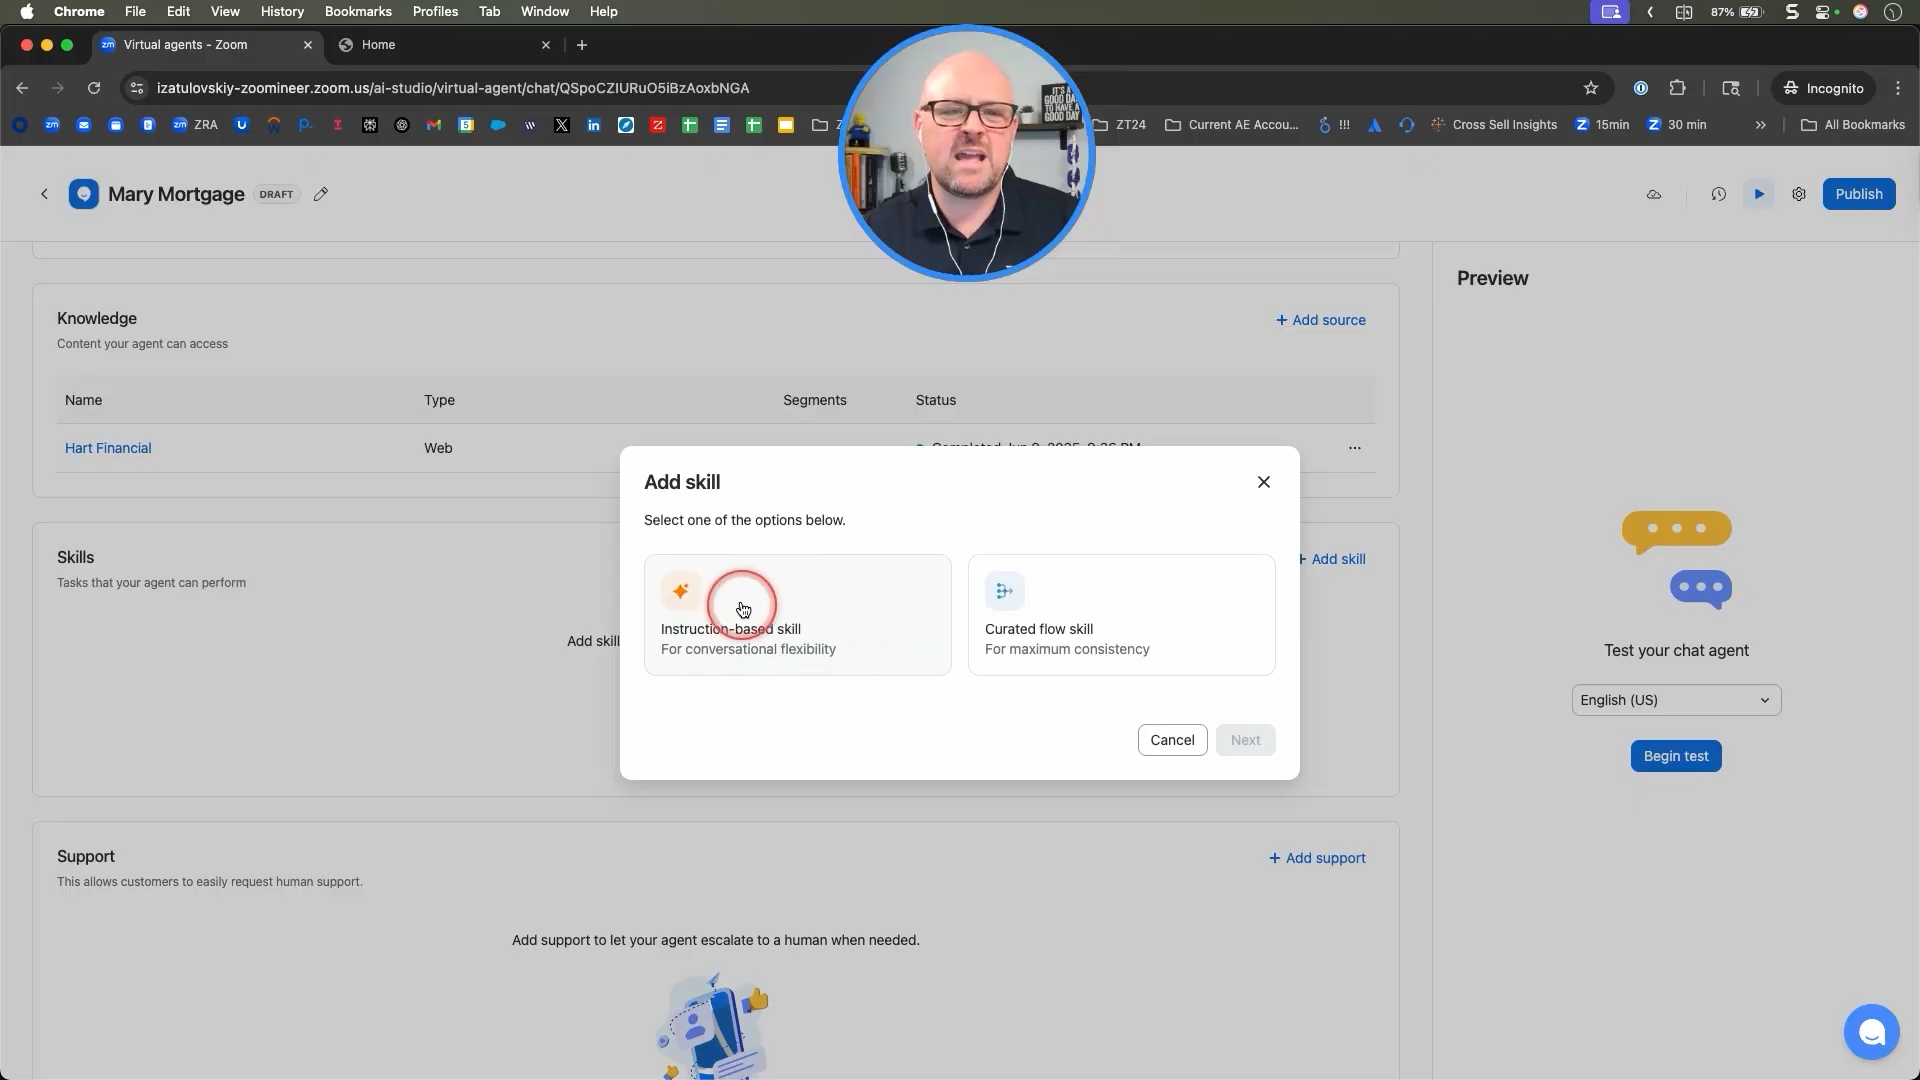 Chrome File Edit View History Bookmarks Profiles Tab Window Help 87%
zm Virtual agents - Zoom Home
izatulovskiy-zoomineer.zoom.us/ai-studio/virtual-agent/chat/QSpoCZIURuO5iBzAoxbNGA Incognito
zm zm ZRA ZT24 Current AE Accou... !!! Cross Sell Insights 15min 30 min All Bookmarks
IT'S A
GOOD DAY
TO HAVE A
GOOD DAY
Mary Mortgage DRAFT Publish
Preview
Knowledge + Add source
Content your agent can access
Name Type Segments Status
Hart Financial Web Completed Jun 9, 2025, 8:36 PM
Add skill
Select one of the options below.
Skills + Add skill
Tasks that your agent can perform
Add skill
Instruction-based skill
For conversational flexibility
Curated flow skill
For maximum consistency
Cancel Next
Test your chat agent
English (US)
Begin test
Support + Add support
This allows customers to easily request human support.
Add support to let your agent escalate to a human when needed.